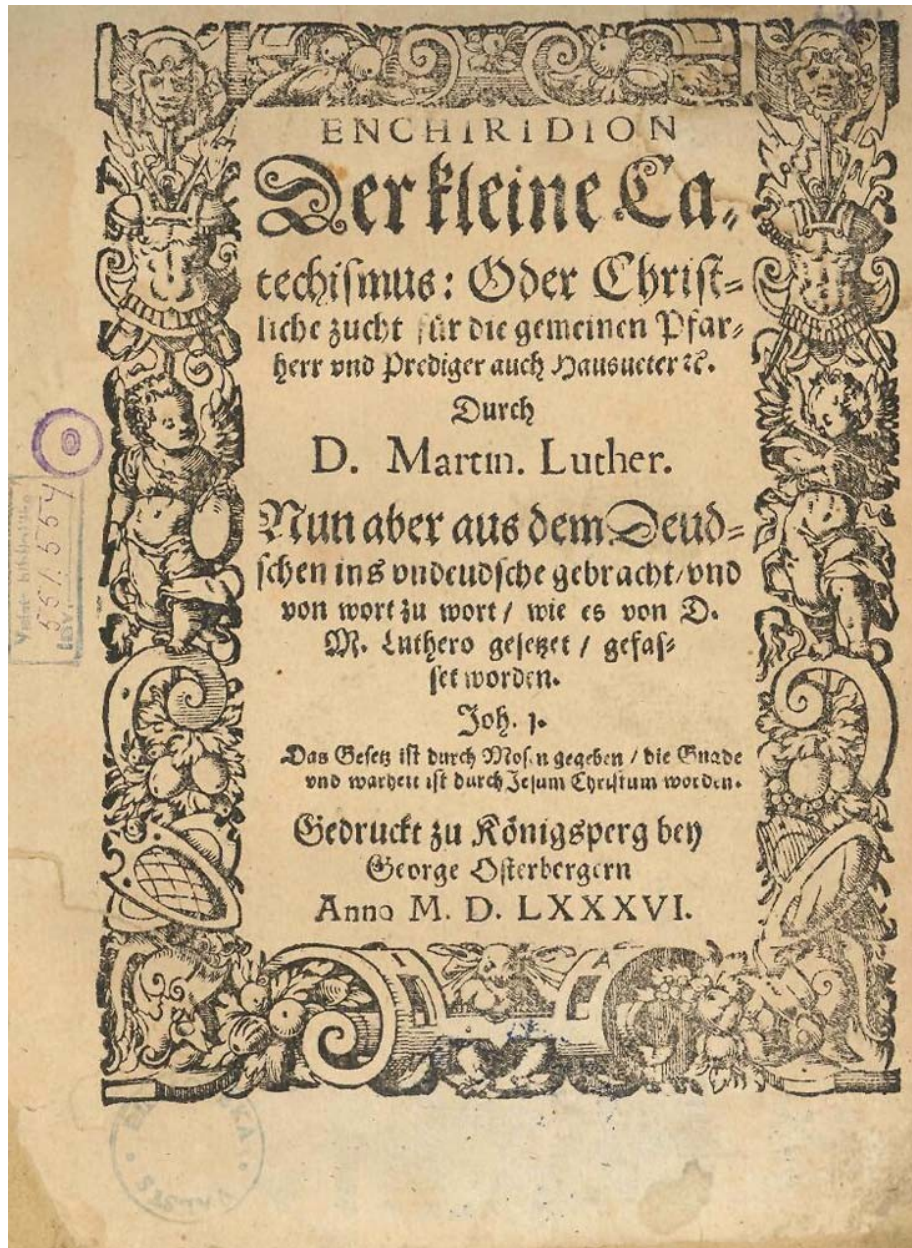 ENCHIRIDION
Der kleine Ca-
techismus: Oder Christ-
liche zucht für die gemeinen Pfar-
herr vnd Prediger auch Hausueter ꝛc.
Durch
D. Martin. Luther.
Nun aber aus dem Deud-
schen ins vndeudsche gebracht/ vnd
von wort zu wort / wie es von D.
M. Luthero gesetzet / gefas-
set worden.
Joh. 1.
Das Gesetz ist durch Mosen gegeben / die Gnade
vnd warheit ist durch Jesum Christum worden.
Gedruckt zu Königsperg bey
George Osterbergern
Anno M. D. LXXXVI.
551.554